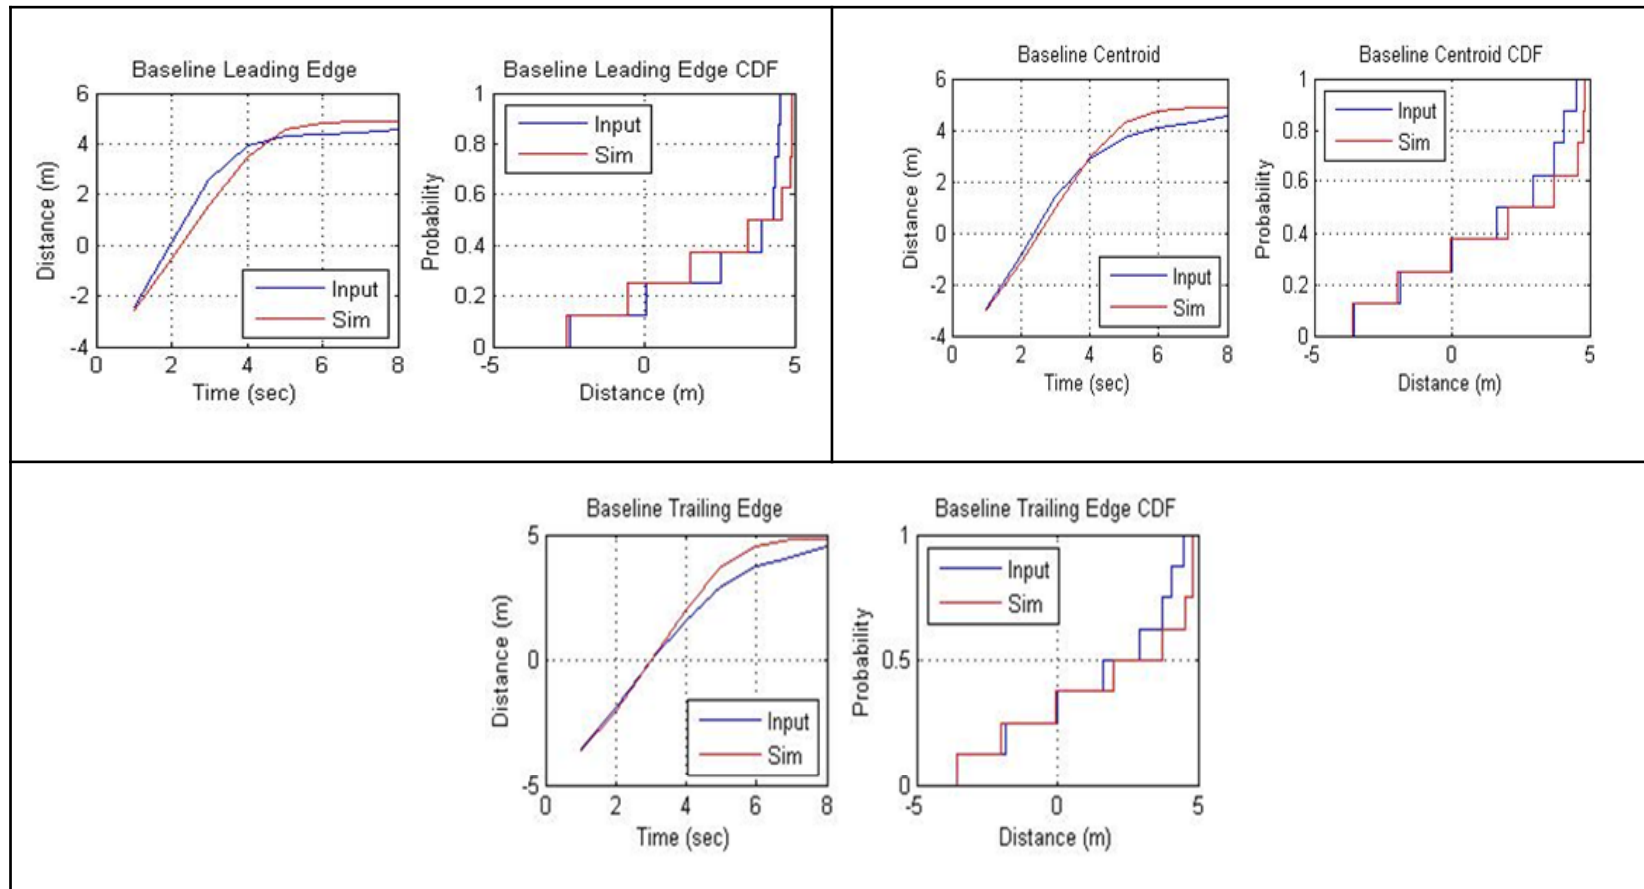 Baseline Leading Edge
6
4
2
0
-2
-4
0 2 4 6 8
Distance (m)
Time (sec)
Input
Sim
Baseline Leading Edge CDF
1
0.8
0.6
0.4
0.2
0
0 5
Probability
Distance (m)
Input
Sim
Baseline Centroid
6
4
2
0
-2
-4
0 2 4 6 8
Distance (m)
Time (sec)
Input
Sim
Baseline Centroid CDF
1
0.8
0.6
0.4
0.2
0
-5 0 5
Probability
Distance (m)
Input
Sim
Baseline Trailing Edge
5
0
-5
0 2 4 6 8
Distance (m)
Time (sec)
Input
Sim
Baseline Trailing Edge CDF
1
0.5
0
-5 0 5
Probability
Distance (m)
Input
Sim